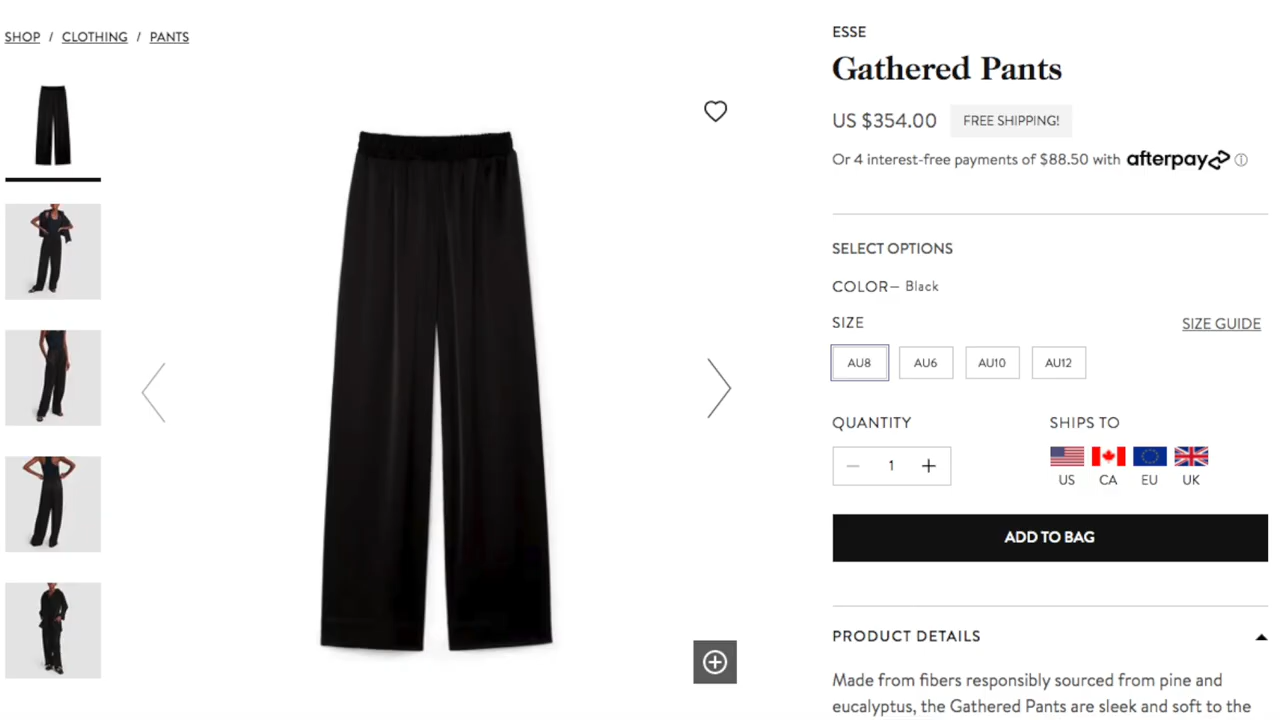 SHOP / CLOTHING / PANTS
ESSE
Gathered Pants
US $354.00 FREE SHIPPING!
Or 4 interest-free payments of $88.50 with afterpay
SELECT OPTIONS
COLOR– Black
SIZE SIZE GUIDE
AU8 AU6 AU10 AU12
QUANTITY SHIPS TO
− 1 +
US CA EU UK
ADD TO BAG
PRODUCT DETAILS
Made from fibers responsibly sourced from pine and
eucalyptus, the Gathered Pants are sleek and soft to the